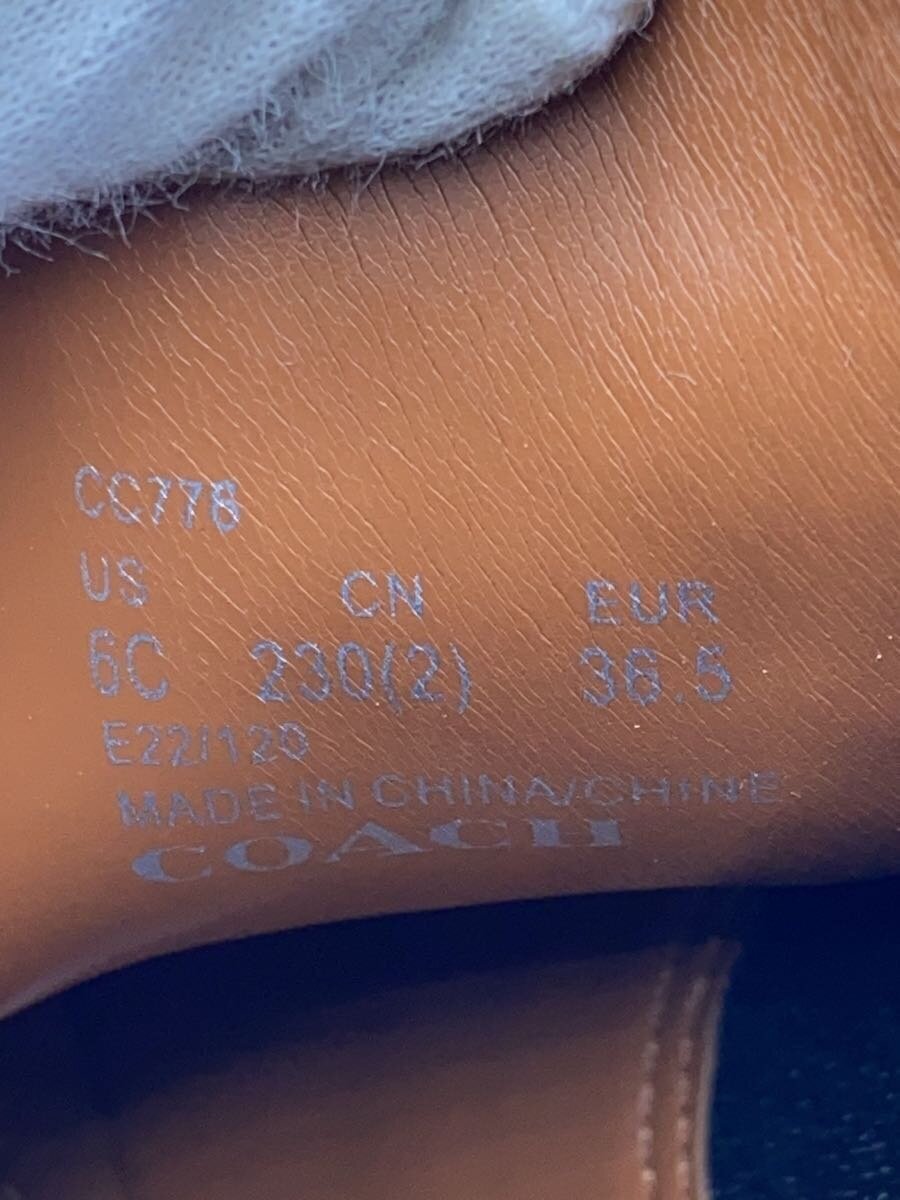 CC776
US CN EUR
6C 230(2) 36.5
E22/120
MADE IN CHINA/CHINE
COACH